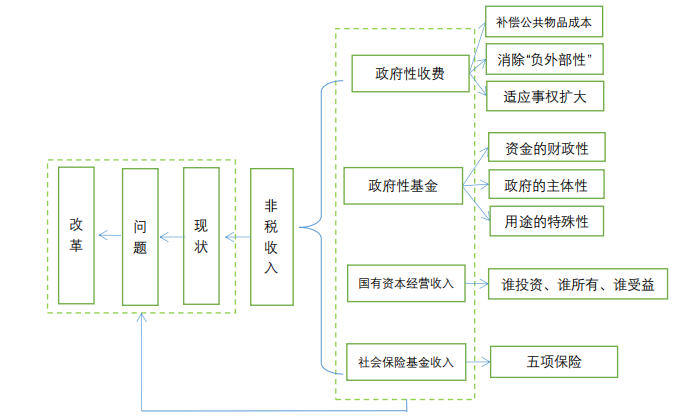 补偿公共物品成本
政府性收费
消除“负外部性”
适应事权扩大
资金的财政性
政府性基金
政府的主体性
用途的特殊性
改革
问题
现状
非税收入
国有资本经营收入
谁投资、谁所有、谁受益
社会保险基金收入
五项保险